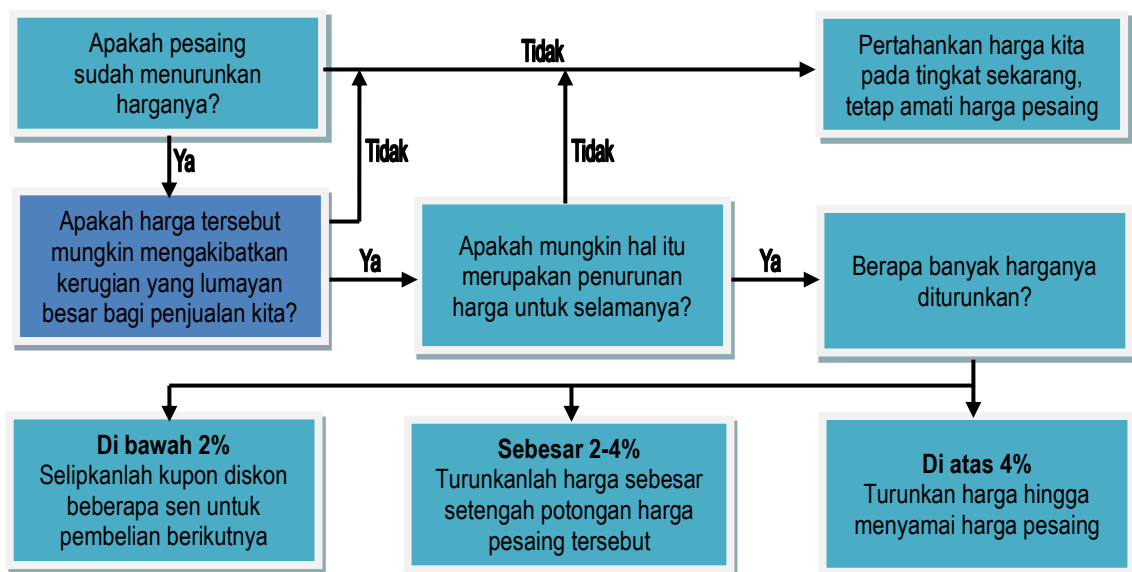 Apakah pesaing
sudah menurunkan
harganya?
Tidak
Pertahankan harga kita
pada tingkat sekarang,
tetap amati harga pesaing
Ya
Tidak
Tidak
Apakah harga tersebut
mungkin mengakibatkan
kerugian yang lumayan
besar bagi penjualan kita?
Ya
Apakah mungkin hal itu
merupakan penurunan
harga untuk selamanya?
Ya
Berapa banyak harganya
diturunkan?
Di bawah 2%
Selipkanlah kupon diskon
beberapa sen untuk
pembelian berikutnya
Sebesar 2-4%
Turunkanlah harga sebesar
setengah potongan harga
pesaing tersebut
Di atas 4%
Turunkan harga hingga
menyamai harga pesaing